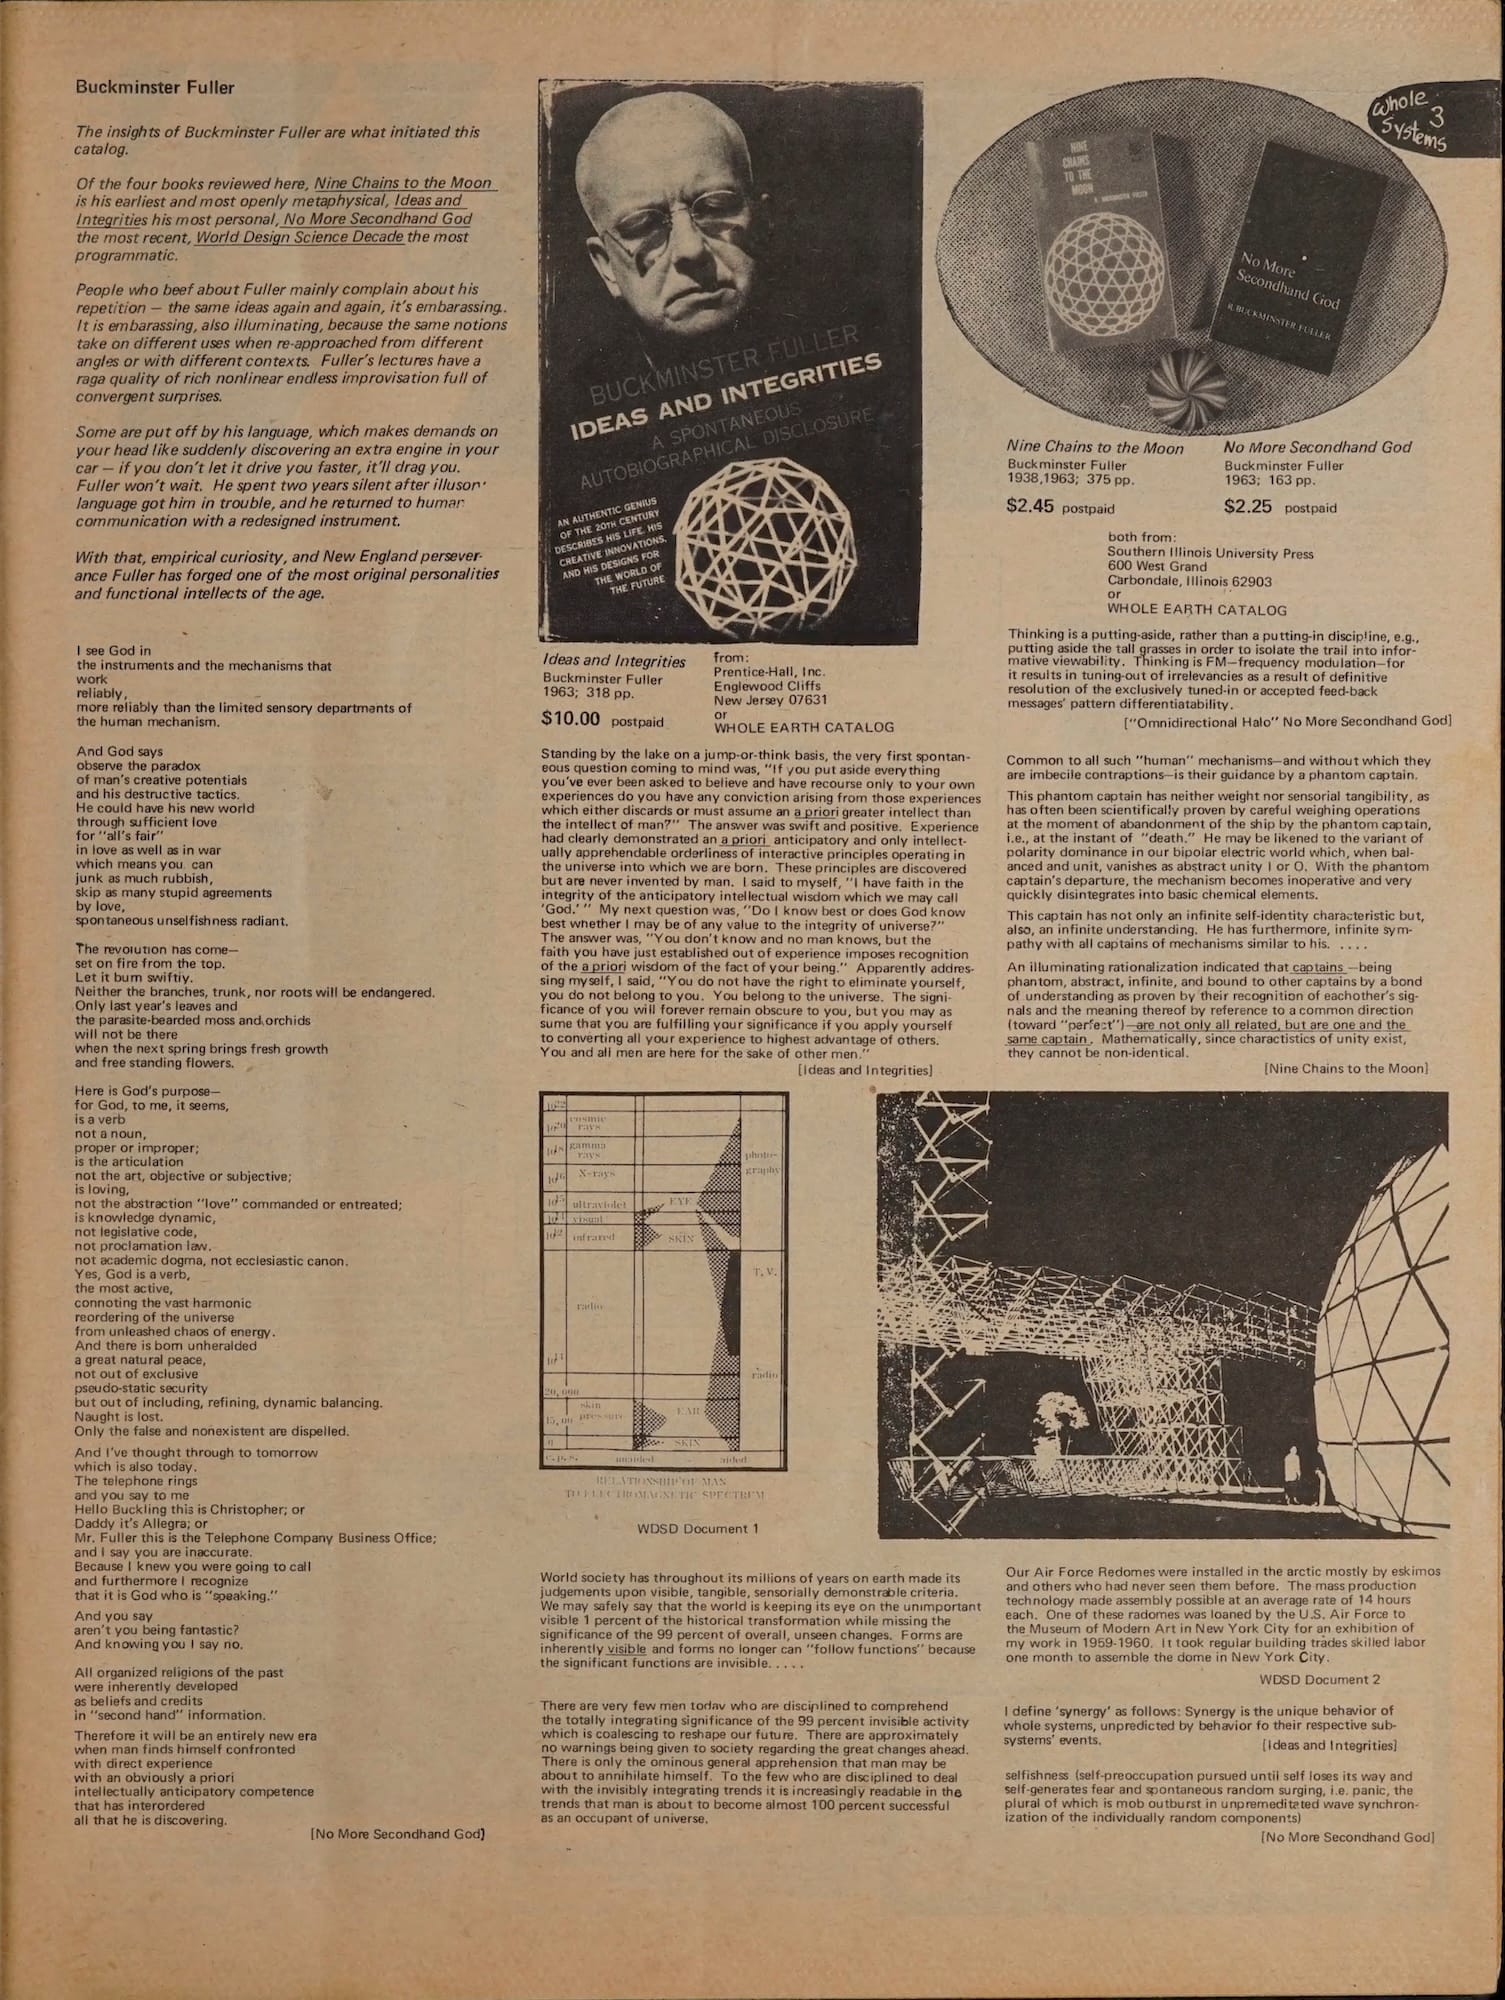 Buckminster Fuller
The insights of Buckminster Fuller are what initiated this
catalog.
Of the four books reviewed here, Nine Chains to the Moon
is his earliest and most openly metaphysical, Ideas and
Integrities his most personal, No More Secondhand God
the most recent, World Design Science Decade the most
programmatic.
People who beef about Fuller mainly complain about his
repetition — the same ideas again and again, it's embarassing.
It is embarassing, also illuminating, because the same notions
take on different uses when re-approached from different
angles or with different contexts. Fuller's lectures have a
raga quality of rich nonlinear endless improvisation full of
convergent surprises.
Some are put off by his language, which makes demands on
your head like suddenly discovering an extra engine in your
car — if you don't let it drive you faster, it'll drag you.
Fuller won't wait. He spent two years silent after illusory
language got him in trouble, and he returned to human
communication with a redesigned instrument.
With that, empirical curiosity, and New England persever-
ance Fuller has forged one of the most original personalities
and functional intellects of the age.
I see God in
the instruments and the mechanisms that
work
reliably,
more reliably than the limited sensory departments of
the human mechanism.
And God says
observe the paradox
of man's creative potentials
and his destructive tactics.
He could have his new world
through sufficient love
for "all's fair"
in love as well as in war
which means you can
junk as much rubbish,
skip as many stupid agreements
by love,
spontaneous unselfishness radiant.
The revolution has come—
set on fire from the top.
Let it burn swiftly.
Neither the branches, trunk, nor roots will be endangered.
Only last year's leaves and
the parasite-bearded moss and orchids
will not be there
when the next spring brings fresh growth
and free standing flowers.
Here is God's purpose—
for God, to me, it seems,
is a verb
not a noun,
proper or improper;
is the articulation
not the art, objective or subjective;
is loving,
not the abstraction "love" commanded or entreated;
is knowledge dynamic,
not legislative code,
not proclamation law,
not academic dogma, not ecclesiastic canon.
Yes, God is a verb,
the most active,
connoting the vast harmonic
reordering of the universe
from unleashed chaos of energy.
And there is born unheralded
a great natural peace,
not out of exclusive
pseudo-static security
but out of including, refining, dynamic balancing.
Naught is lost.
Only the false and nonexistent are dispelled.
And I've thought through to tomorrow
which is also today.
The telephone rings
and you say to me
Hello Buckling this is Christopher; or
Daddy it's Allegra; or
Mr. Fuller this is the Telephone Company Business Office;
and I say you are inaccurate.
Because I knew you were going to call
and furthermore I recognize
that it is God who is "speaking."
And you say
aren't you being fantastic?
And knowing you I say no.
All organized religions of the past
were inherently developed
as beliefs and credits
in "second hand" information.
Therefore it will be an entirely new era
when man finds himself confronted
with direct experience
with an obviously a priori
intellectually anticipatory competence
that has interordered
all that he is discovering.
[No More Secondhand God]
BUCKMINSTER FULLER
IDEAS AND INTEGRITIES
A SPONTANEOUS
AUTOBIOGRAPHICAL DISCLOSURE
AN AUTHENTIC GENIUS
OF THE 20TH CENTURY
DESCRIBES HIS LIFE, HIS
CREATIVE INNOVATIONS,
AND HIS DESIGNS FOR
THE WORLD OF
THE FUTURE
Ideas and Integrities
Buckminster Fuller
1963; 318 pp.
$10.00 postpaid
from:
Prentice-Hall, Inc.
Englewood Cliffs
New Jersey 07631
or
WHOLE EARTH CATALOG
Standing by the lake on a jump-or-think basis, the very first spontan-
eous question coming to mind was, "If you put aside everything
you've ever been asked to believe and have recourse only to your own
experiences do you have any conviction arising from those experiences
which either discards or must assume an a priori greater intellect than
the intellect of man?" The answer was swift and positive. Experience
had clearly demonstrated an a priori anticipatory and only intellect-
ually apprehendable orderliness of interactive principles operating in
the universe into which we are born. These principles are discovered
but are never invented by man. I said to myself, "I have faith in the
integrity of the anticipatory intellectual wisdom which we may call
'God.' " My next question was, "Do I know best or does God know
best whether I may be of any value to the integrity of universe?"
The answer was, "You don't know and no man knows, but the
faith you have just established out of experience imposes recognition
of the a priori wisdom of the fact of your being." Apparently addres-
sing myself, I said, "You do not have the right to eliminate yourself,
you do not belong to you. You belong to the universe. The signi-
ficance of you will forever remain obscure to you, but you may as
sume that you are fulfilling your significance if you apply yourself
to converting all your experience to highest advantage of others.
You and all men are here for the sake of other men."
[Ideas and Integrities]
10²²
10²⁰
cosmic
rays
10¹⁸
gamma
rays
10¹⁶
X-rays
10¹⁵
ultraviolet
visual
10¹²
infrared
radio
20,000
15,00
skin
pressure
0
c.p.s.
unaided
aided
EYE
SKIN
EAR
SKIN
photo-
graphy
T.V.
radio
RELATIONSHIP OF MAN
TO ELECTROMAGNETIC SPECTRUM
WDSD Document 1
World society has throughout its millions of years on earth made its
judgements upon visible, tangible, sensorially demonstrable criteria.
We may safely say that the world is keeping its eye on the unimportant
visible 1 percent of the historical transformation while missing the
significance of the 99 percent of overall, unseen changes. Forms are
inherently visible and forms no longer can "follow functions" because
the significant functions are invisible. . . . .
There are very few men today who are disciplined to comprehend
the totally integrating significance of the 99 percent invisible activity
which is coalescing to reshape our future. There are approximately
no warnings being given to society regarding the great changes ahead.
There is only the ominous general apprehension that man may be
about to annihilate himself. To the few who are disciplined to deal
with the invisibly integrating trends it is increasingly readable in the
trends that man is about to become almost 100 percent successful
as an occupant of universe.
Whole
Systems
3
NINE
CHAINS
TO THE
MOON
R. BUCKMINSTER FULLER
No More
Secondhand God
R. BUCKMINSTER FULLER
Nine Chains to the Moon
Buckminster Fuller
1938,1963; 375 pp.
$2.45 postpaid
No More Secondhand God
Buckminster Fuller
1963; 163 pp.
$2.25 postpaid
both from:
Southern Illinois University Press
600 West Grand
Carbondale, Illinois 62903
or
WHOLE EARTH CATALOG
Thinking is a putting-aside, rather than a putting-in discipline, e.g.,
putting aside the tall grasses in order to isolate the trail into infor-
mative viewability. Thinking is FM—frequency modulation—for
it results in tuning-out of irrelevancies as a result of definitive
resolution of the exclusively tuned-in or accepted feed-back
messages' pattern differentiatability.
["Omnidirectional Halo" No More Secondhand God]
Common to all such "human" mechanisms—and without which they
are imbecile contraptions—is their guidance by a phantom captain.
This phantom captain has neither weight nor sensorial tangibility, as
has often been scientifically proven by careful weighing operations
at the moment of abandonment of the ship by the phantom captain,
i.e., at the instant of "death." He may be likened to the variant of
polarity dominance in our bipolar electric world which, when bal-
anced and unit, vanishes as abstract unity I or O. With the phantom
captain's departure, the mechanism becomes inoperative and very
quickly disintegrates into basic chemical elements.
This captain has not only an infinite self-identity characteristic but,
also, an infinite understanding. He has furthermore, infinite sym-
pathy with all captains of mechanisms similar to his. . . . .
An illuminating rationalization indicated that captains —being
phantom, abstract, infinite, and bound to other captains by a bond
of understanding as proven by their recognition of eachother's sig-
nals and the meaning thereof by reference to a common direction
(toward "perfect")—are not only all related, but are one and the
same captain. Mathematically, since charactistics of unity exist,
they cannot be non-identical.
[Nine Chains to the Moon]
Our Air Force Redomes were installed in the arctic mostly by eskimos
and others who had never seen them before. The mass production
technology made assembly possible at an average rate of 14 hours
each. One of these radomes was loaned by the U.S. Air Force to
the Museum of Modern Art in New York City for an exhibition of
my work in 1959-1960. It took regular building trades skilled labor
one month to assemble the dome in New York City.
WDSD Document 2
I define 'synergy' as follows: Synergy is the unique behavior of
whole systems, unpredicted by behavior fo their respective sub-
systems' events.
[Ideas and Integrities]
selfishness (self-preoccupation pursued until self loses its way and
self-generates fear and spontaneous random surging, i.e. panic, the
plural of which is mob outburst in unpremeditated wave synchron-
ization of the individually random components)
[No More Secondhand God]